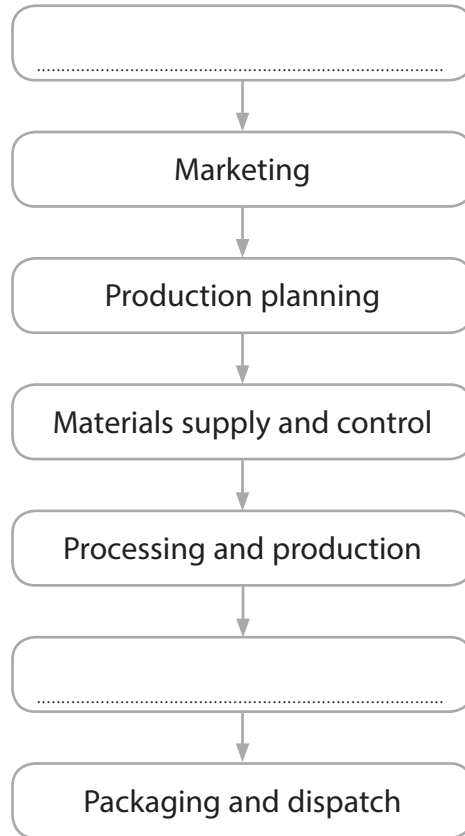 Marketing
Production planning
Materials supply and control
Processing and production
Packaging and dispatch